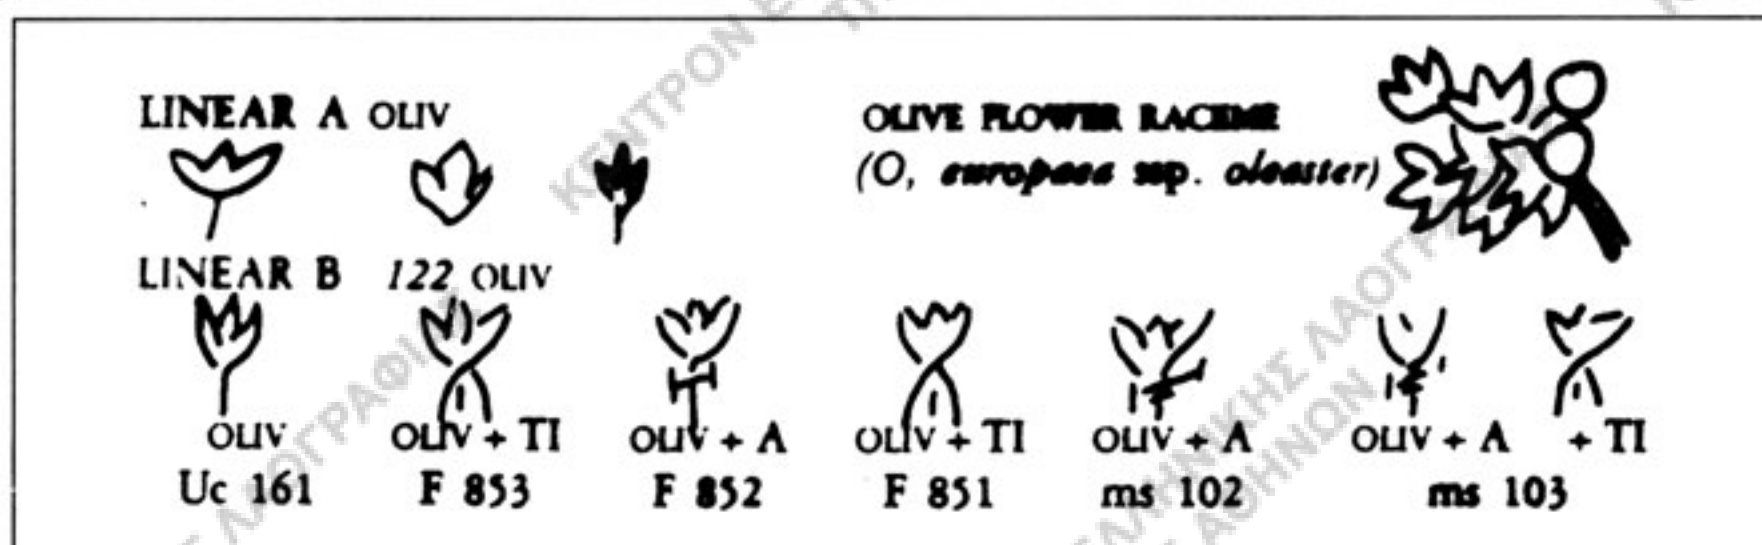 LINEAR A OLIV
OLIVE FLOWER RACEME
(O, europaea ssp. oleaster)
LINEAR B 122 OLIV
OLIV OLIV + TI OLIV + A OLIV + TI OLIV + A OLIV + A + TI
Uc 161 F 853 F 852 F 851 ms 102 ms 103